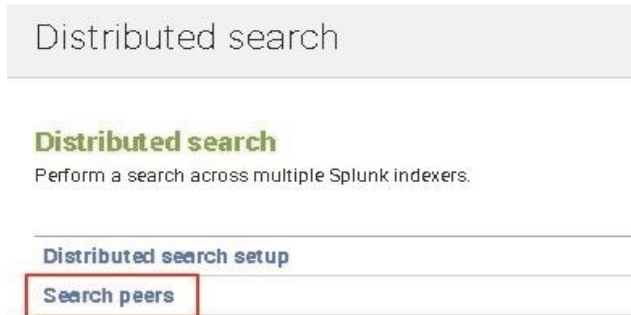 Distributed search
Distributed search
Perform a search across multiple Splunk indexers.
Distributed search setup
Search peers